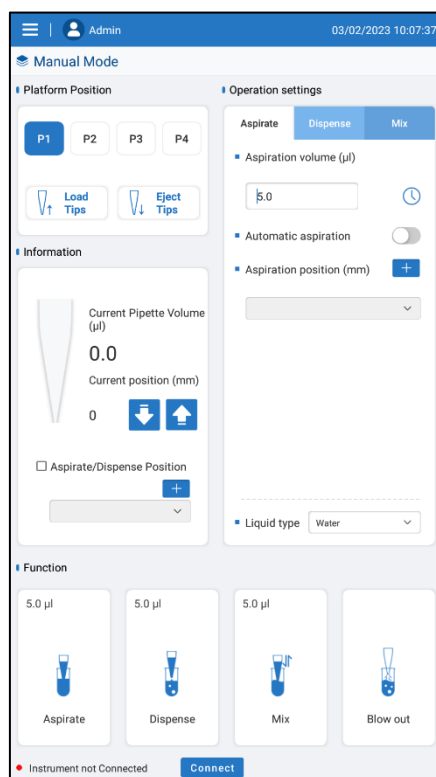 Admin
03/02/2023 10:07:37
Manual Mode
Platform Position
P1
P2
P3
P4
Load
Tips
Eject
Tips
Information
Current Pipette Volume
(µl)
0.0
Current position (mm)
0
Aspirate/Dispense Position
+
Operation settings
Aspirate
Dispense
Mix
Aspiration volume (µl)
5.0
Automatic aspiration
Aspiration position (mm)
+
Liquid type
Water
Function
5.0 µl
Aspirate
5.0 µl
Dispense
5.0 µl
Mix
Blow out
Instrument not Connected
Connect